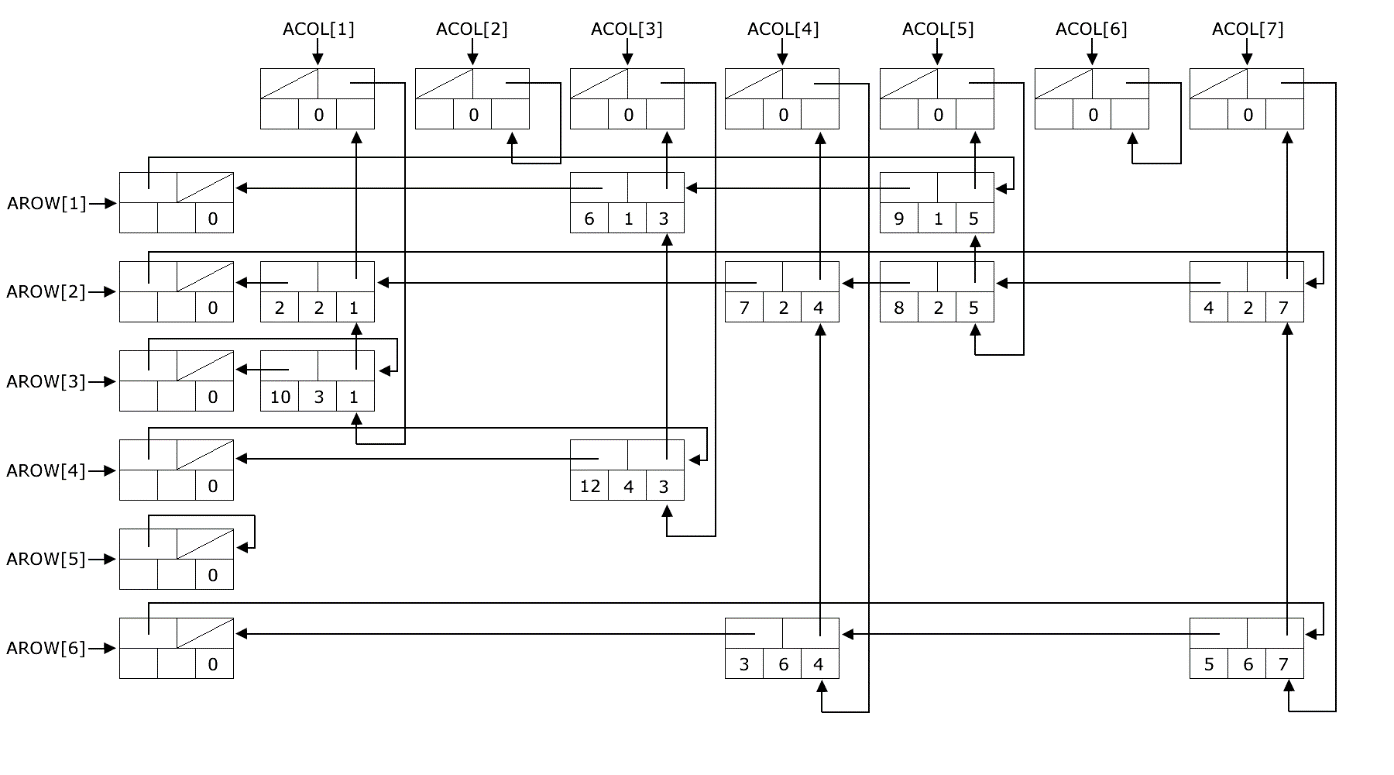 ACOL[1] ACOL[2] ACOL[3] ACOL[4] ACOL[5] ACOL[6] ACOL[7]
0 0 0 0 0 0 0
AROW[1] 0 6 1 3 9 1 5
AROW[2] 0 2 2 1 7 2 4 8 2 5 4 2 7
AROW[3] 0 10 3 1
AROW[4] 0 12 4 3
AROW[5] 0
AROW[6] 0 3 6 4 5 6 7